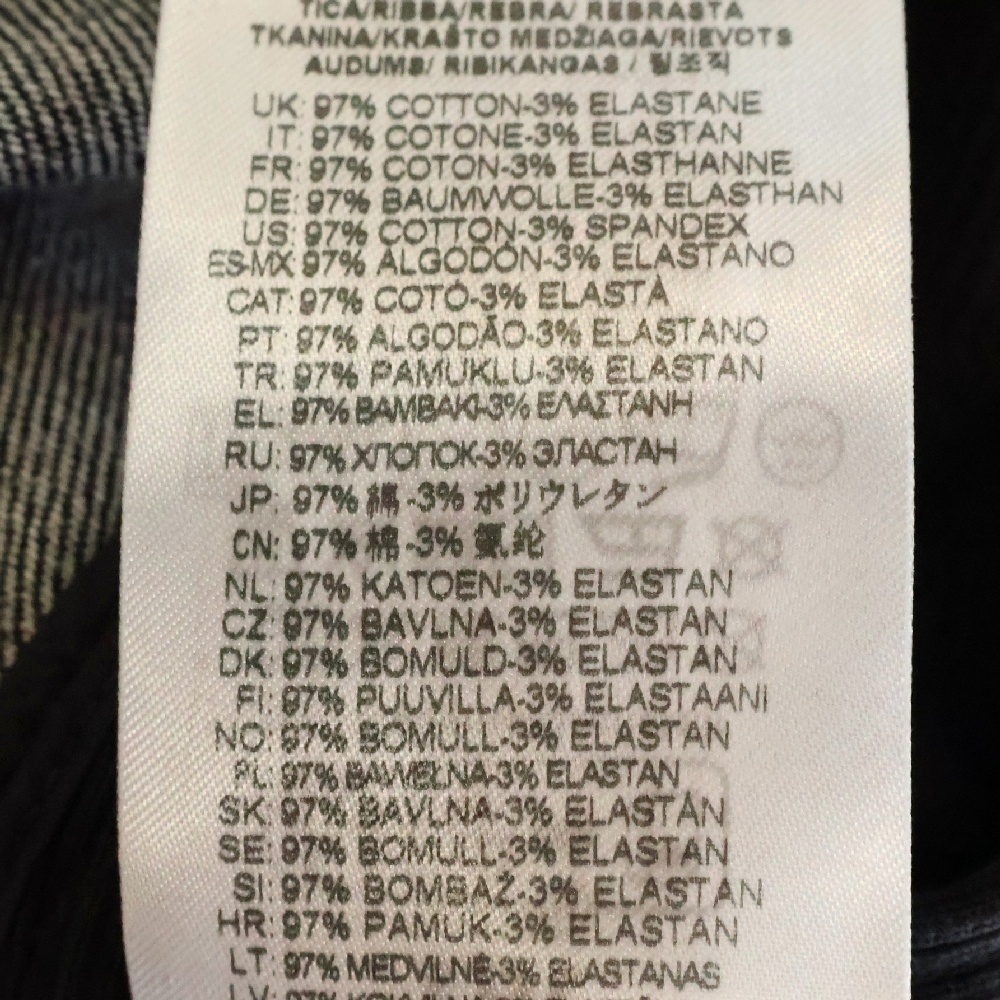 TICA/RIBBA/REBRA/ REBRASTA
TKANINA/KRAŠTO MEDŽIAGA/RIEVOTS
AUDUMS/ RIBIKANGAS / 립조직
UK: 97% COTTON-3% ELASTANE
IT: 97% COTONE-3% ELASTAN
FR: 97% COTON-3% ELASTHANNE
DE: 97% BAUMWOLLE-3% ELASTHAN
US: 97% COTTON-3% SPANDEX
ES-MX 97% ALGODÓN-3% ELASTANO
CAT: 97% COTÓ-3% ELASTÀ
PT: 97% ALGODÃO-3% ELASTANO
TR: 97% PAMUKLU-3% ELASTAN
EL: 97% ΒΑΜΒΑΚΙ-3% ΕΛΑΣΤΑΝΗ
RU: 97% ХЛОПОК-3% ЭЛАСТАН
JP: 97% 綿 -3% ポリウレタン
CN: 97% 棉 -3% 氨纶
NL: 97% KATOEN-3% ELASTAN
CZ: 97% BAVLNA-3% ELASTAN
DK: 97% BOMULD-3% ELASTAN
FI: 97% PUUVILLA-3% ELASTAANI
NO: 97% BOMULL-3% ELASTAN
PL: 97% BAWEŁNA-3% ELASTAN
SK: 97% BAVLNA-3% ELASTAN
SE: 97% BOMULL-3% ELASTAN
SI: 97% BOMBAŽ-3% ELASTAN
HR: 97% PAMUK-3% ELASTAN
LT: 97% MEDVILNĖ-3% ELASTANAS
LV: 97%